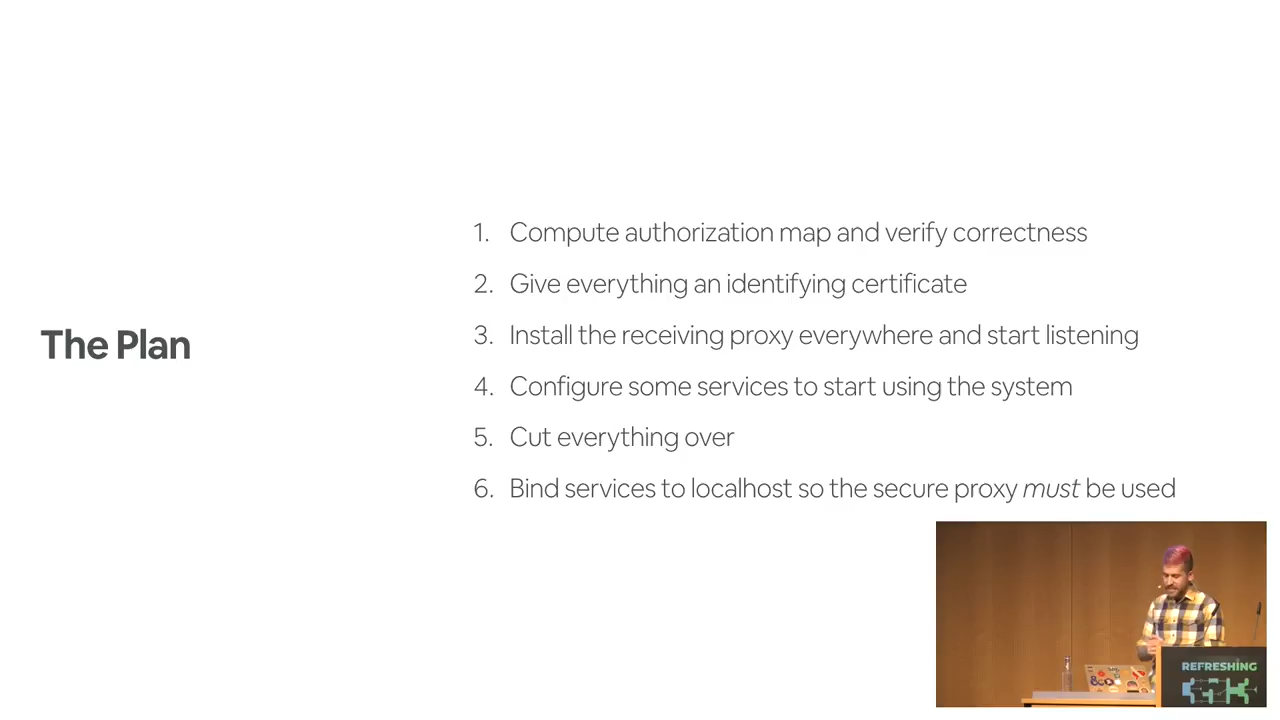 The Plan
1. Compute authorization map and verify correctness
2. Give everything an identifying certificate
3. Install the receiving proxy everywhere and start listening
4. Configure some services to start using the system
5. Cut everything over
6. Bind services to localhost so the secure proxy must be used
REFRESHING